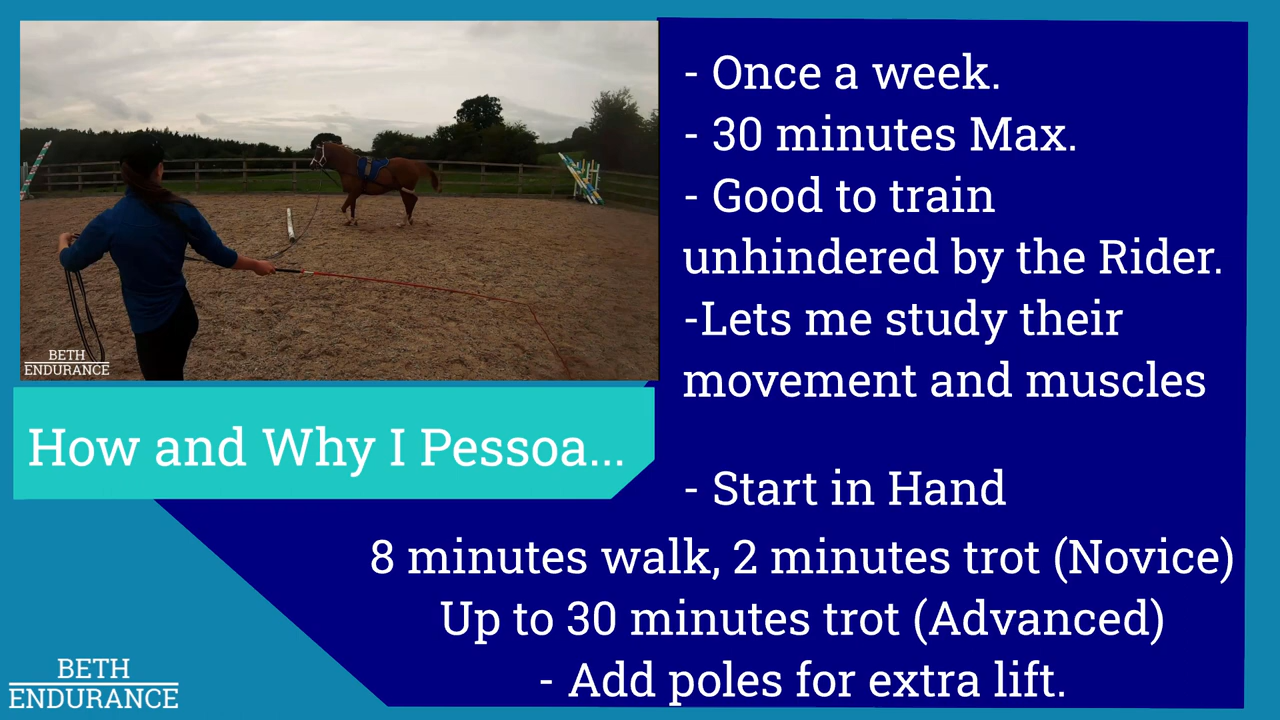 - Once a week.
- 30 minutes Max.
- Good to train
unhindered by the Rider.
-Lets me study their
movement and muscles
BETH
ENDURANCE
How and Why I Pessoa...
- Start in Hand
8 minutes walk, 2 minutes trot (Novice)
Up to 30 minutes trot (Advanced)
- Add poles for extra lift.
BETH
ENDURANCE